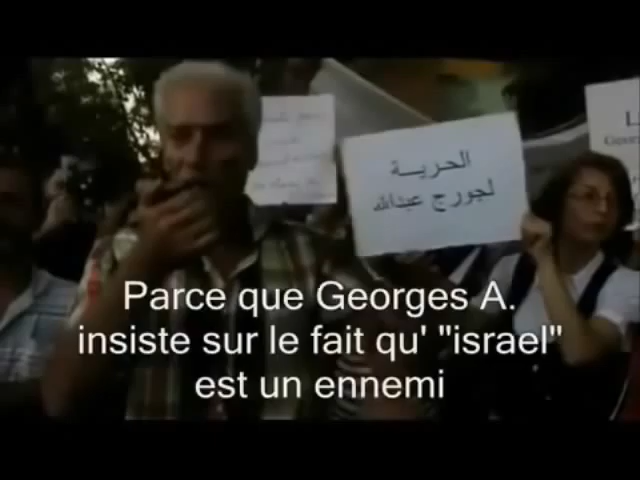 الحرية
لجورج عبدالله
Parce que Georges A.
insiste sur le fait qu' "israel"
est un ennemi